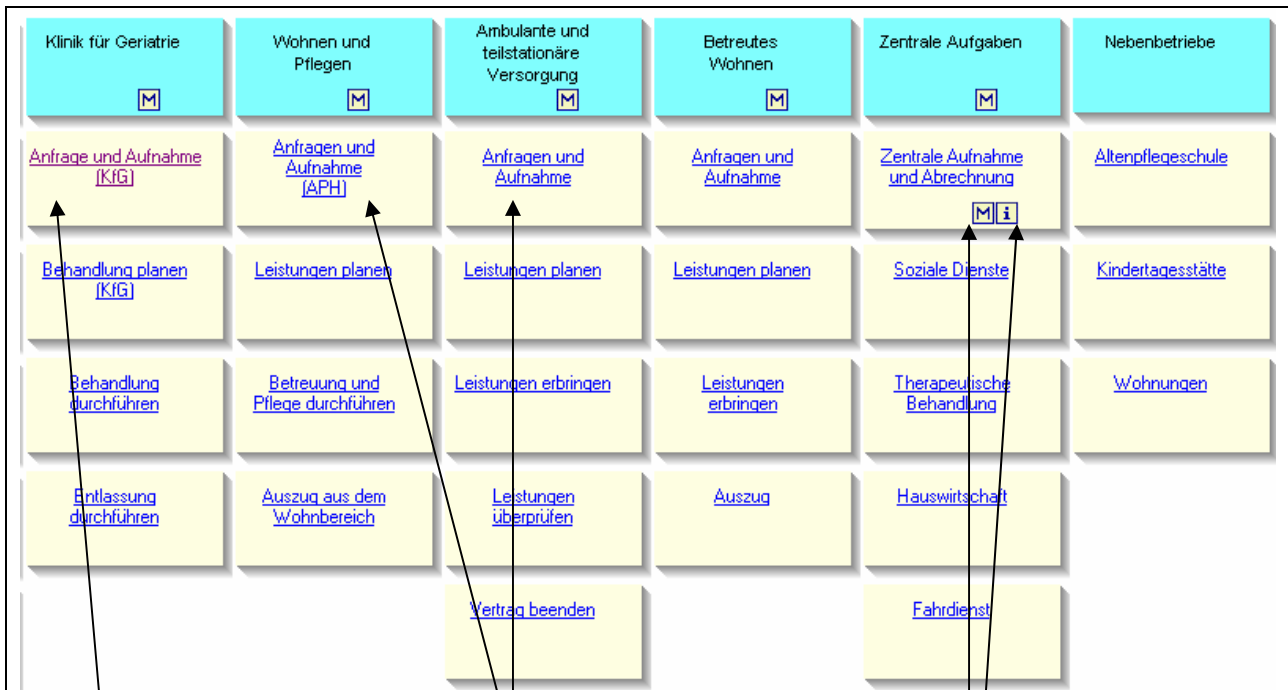 Klinik für Geriatrie
M
Wohnen und
Pflegen
M
Ambulante und
teilstationäre
Versorgung
M
Betreutes
Wohnen
M
Zentrale Aufgaben
M
Nebenbetriebe
Anfrage und Aufnahme
(KfG)
Anfragen und
Aufnahme
(APH)
Anfragen und
Aufnahme
Anfragen und
Aufnahme
Zentrale Aufnahme
und Abrechnung
M i
Altenpflegeschule
Behandlung planen
(KfG)
Leistungen planen
Leistungen planen
Leistungen planen
Soziale Dienste
Kindertagesstätte
Behandlung
durchführen
Betreuung und
Pflege durchführen
Leistungen erbringen
Leistungen
erbringen
Therapeutische
Behandlung
Wohnungen
Entlassung
durchführen
Auszug aus dem
Wohnbereich
Leistungen
überprüfen
Auszug
Hauswirtschaft
Vertrag beenden
Fahrdienst